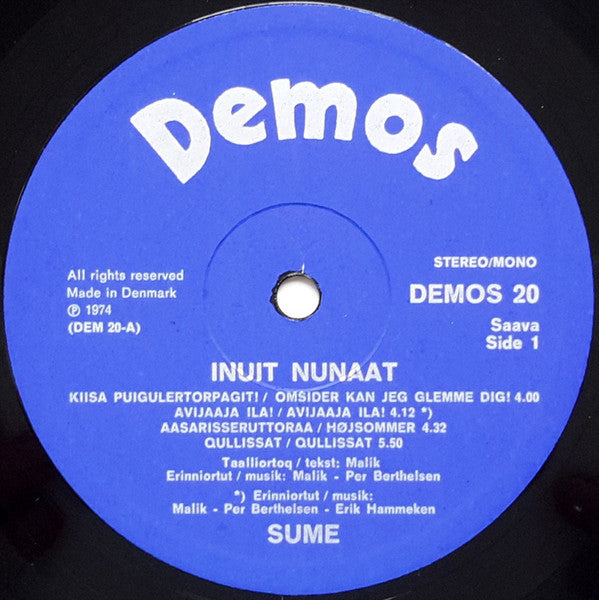 Demos
All rights reserved
Made in Denmark
℗ 1974
(DEM 20-A)
STEREO/MONO
DEMOS 20
Saava
Side 1
INUIT NUNAAT
KIISA PUIGULERTORPAGIT! / OMSIDER KAN JEG GLEMME DIG! 4.00
AVIJAAJA ILA! / AVIJAAJA ILA! 4.12 *)
AASARISSERUTTORAA / HØJSOMMER 4.32
QULLISSAT / QULLISSAT 5.50
Taalliortoq / tekst: Malik
Erinniortut / musik: Malik - Per Berthelsen
*) Erinniortut / musik:
Malik - Per Berthelsen - Erik Hammeken
SUME